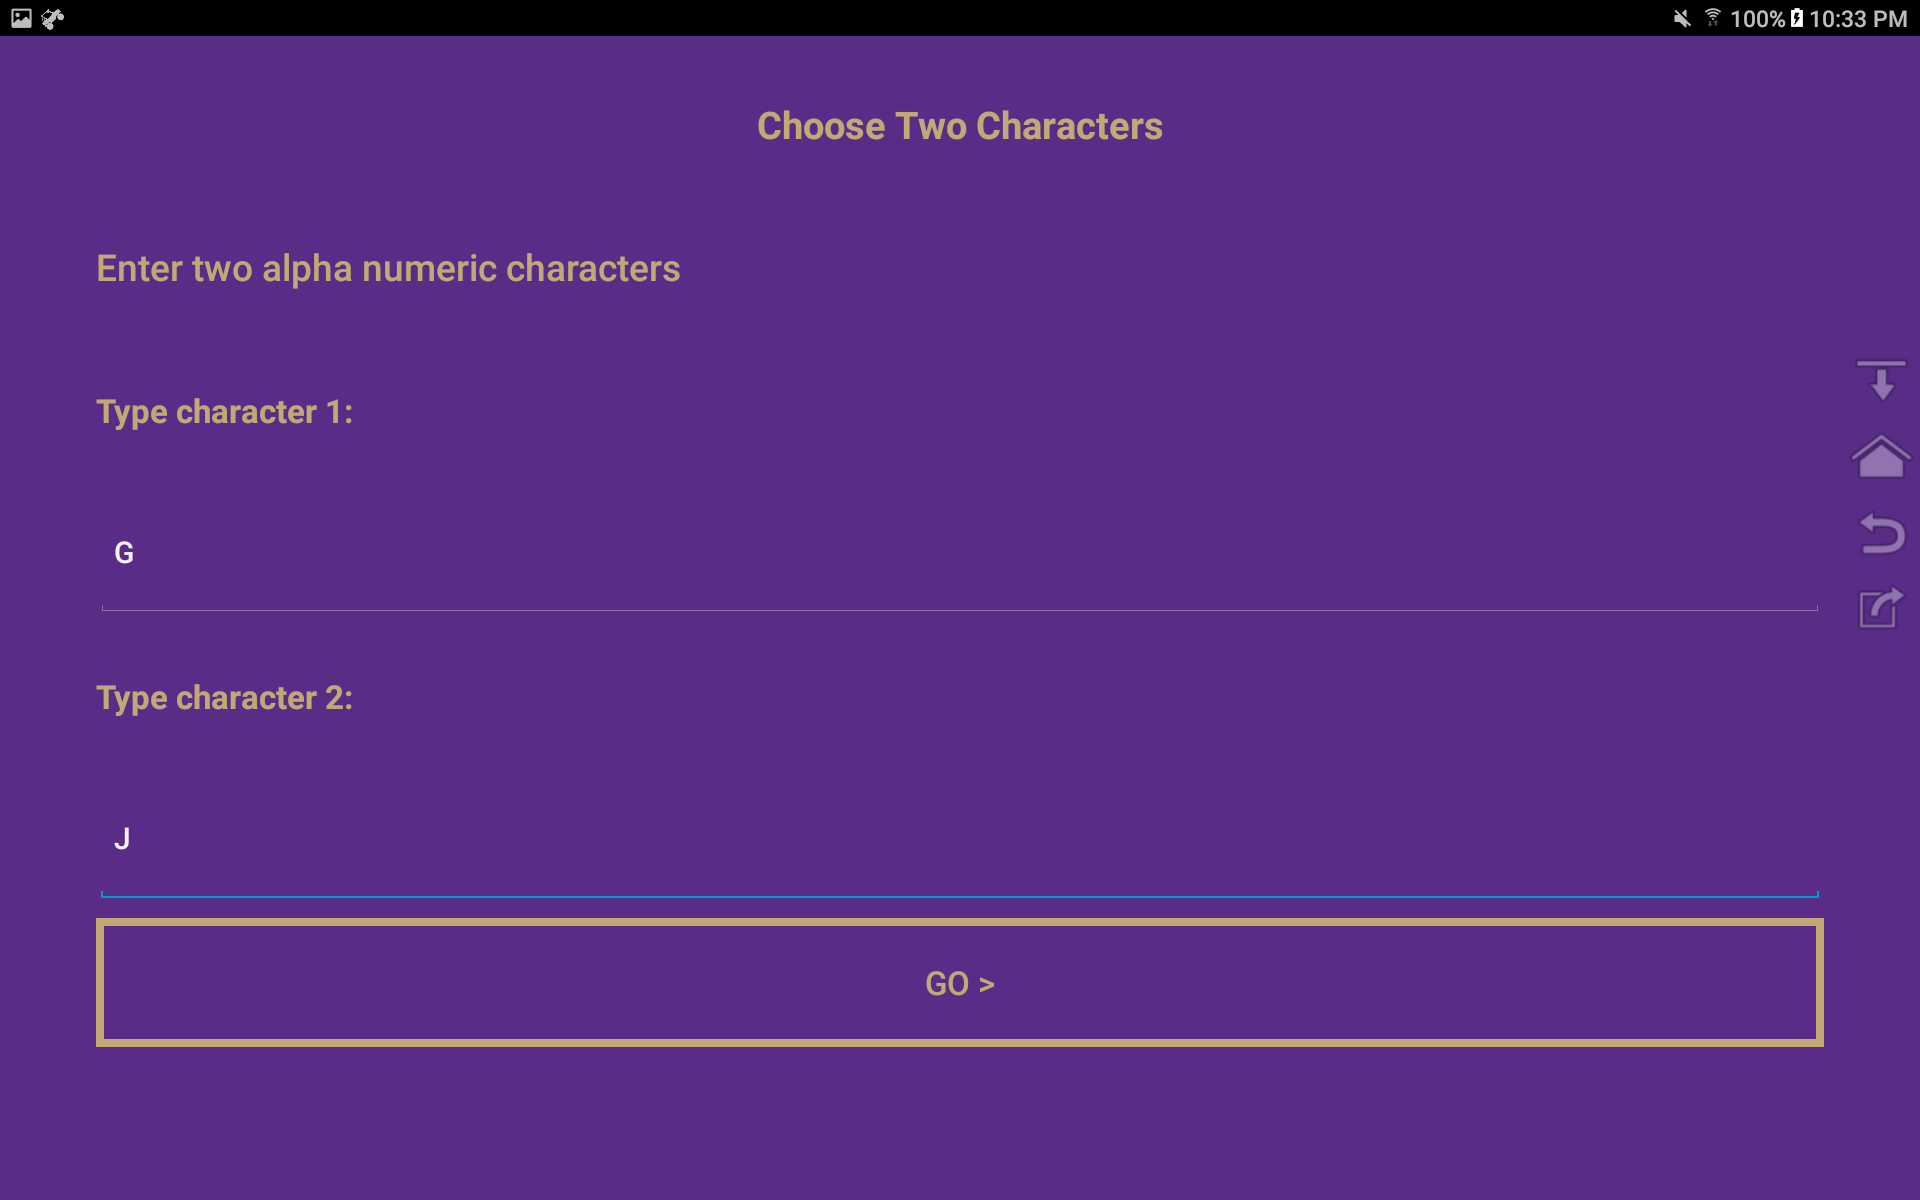 100% 10:33 PM
Choose Two Characters
Enter two alpha numeric characters
Type character 1:
G
Type character 2:
J
GO >